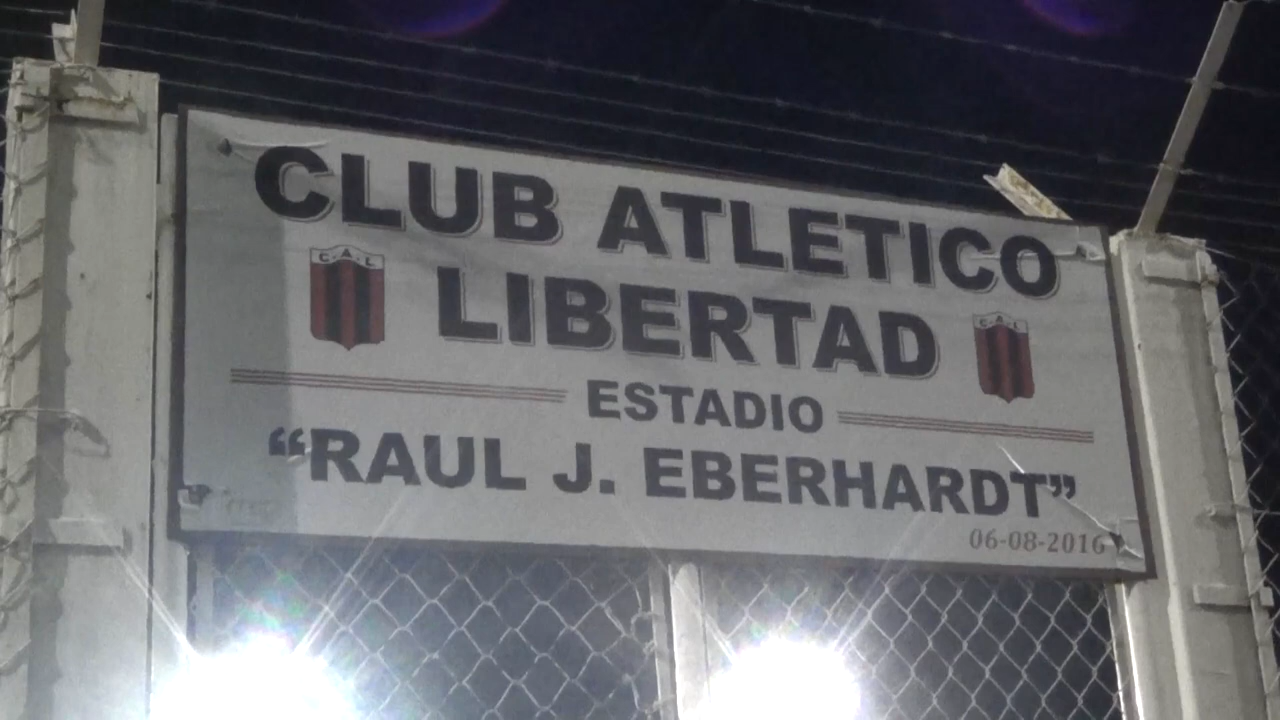 CLUB ATLETICO
C.A.L
LIBERTAD
C.A.L
ESTADIO
“RAUL J. EBERHARDT”
06-08-2016